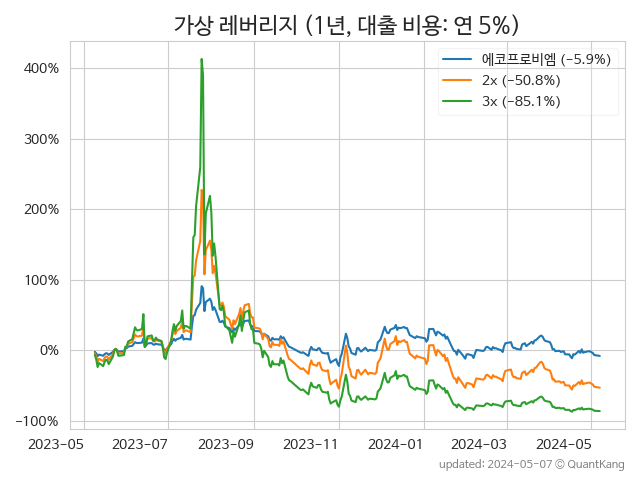 가상 레버리지 (1년, 대출 비용: 연 5%)
에코프로비엠 (−5.9%)
2x (−50.8%)
3x (−85.1%)
400%
300%
200%
100%
0%
−100%
2023-05 2023-07 2023-09 2023-11 2024-01 2024-03 2024-05
updated: 2024-05-07 © QuantKang